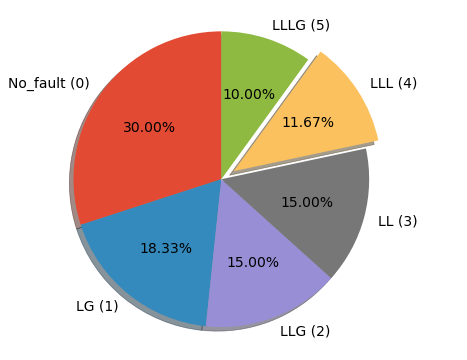 LLLG (5)
No_fault (0)
LLL (4)
10.00%
30.00%
11.67%
15.00%
LL (3)
18.33%
15.00%
LG (1)
LLG (2)